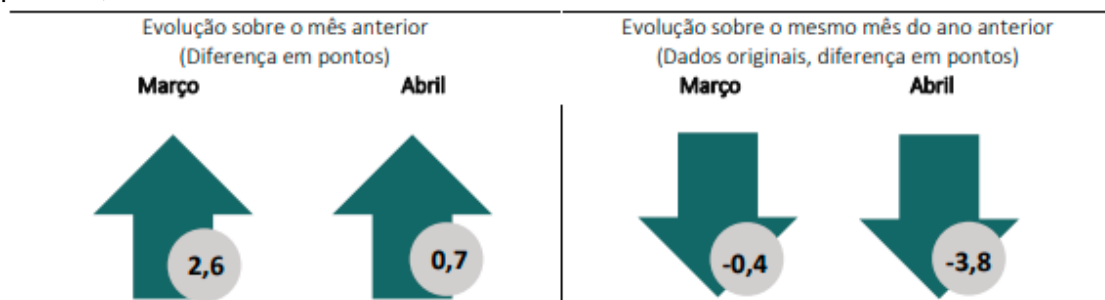 Evolução sobre o mês anterior
(Diferença em pontos)
Março Abril
2,6 0,7
Evolução sobre o mesmo mês do ano anterior
(Dados originais, diferença em pontos)
Março Abril
-0,4 -3,8